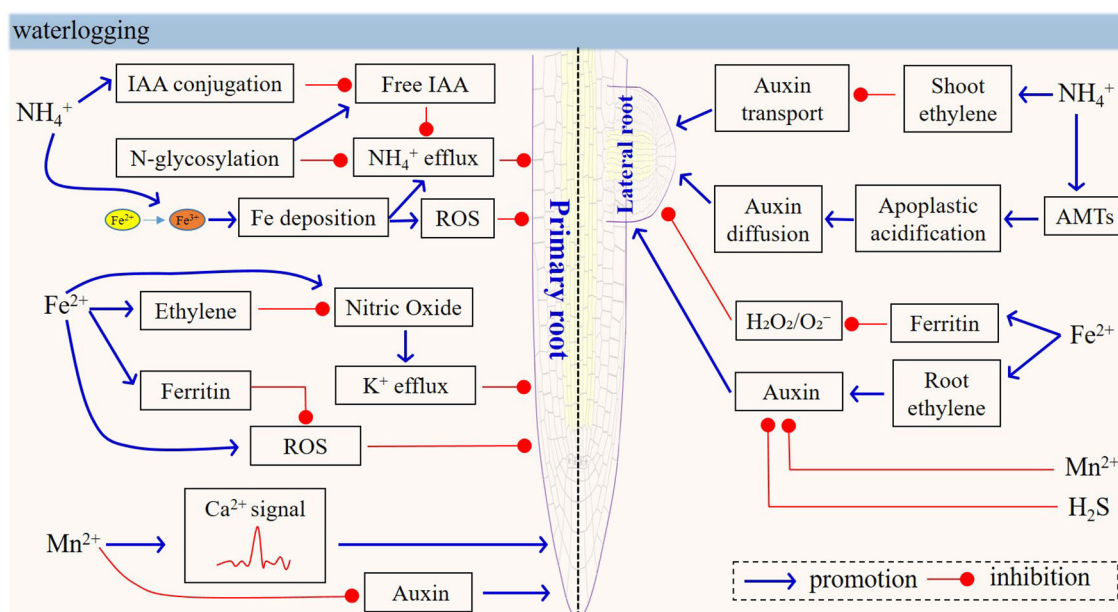 waterlogging
NH₄⁺
IAA conjugation
Free IAA
N-glycosylation
NH₄⁺ efflux
Fe²⁺
Fe³⁺
Fe deposition
ROS
Fe²⁺
Ethylene
Nitric Oxide
Ferritin
K⁺ efflux
ROS
Mn²⁺
Ca²⁺ signal
Auxin
Primary root
Lateral root
Auxin
transport
Shoot
ethylene
NH₄⁺
Auxin
diffusion
Apoplastic
acidification
AMTs
H₂O₂/O₂⁻
Ferritin
Fe²⁺
Auxin
Root
ethylene
Mn²⁺
H₂S
promotion
inhibition